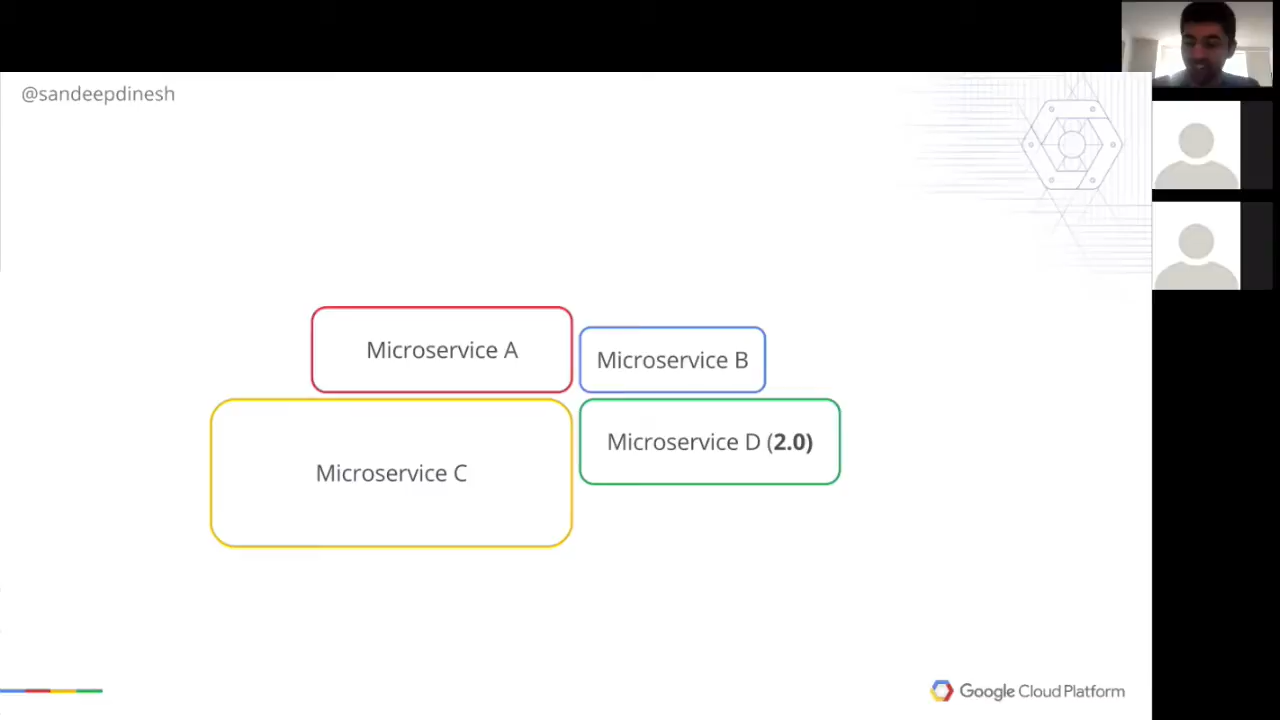 @sandeepdinesh
Microservice A
Microservice B
Microservice C
Microservice D (2.0)
Google Cloud Platform